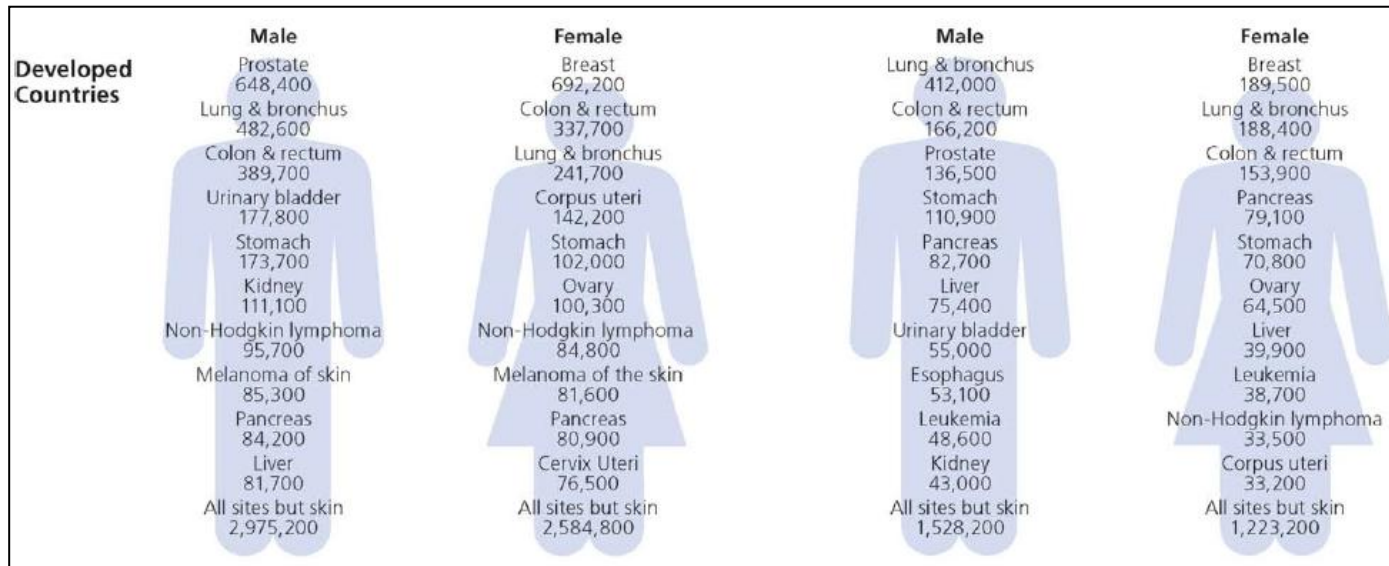 Developed
Countries
Male
Prostate
648,400
Lung & bronchus
482,600
Colon & rectum
389,700
Urinary bladder
177,800
Stomach
173,700
Kidney
111,100
Non-Hodgkin lymphoma
95,700
Melanoma of skin
85,300
Pancreas
84,200
Liver
81,700
All sites but skin
2,975,200
Female
Breast
692,200
Colon & rectum
337,700
Lung & bronchus
241,700
Corpus uteri
142,200
Stomach
102,000
Ovary
100,300
Non-Hodgkin lymphoma
84,800
Melanoma of the skin
81,600
Pancreas
80,900
Cervix Uteri
76,500
All sites but skin
2,584,800
Male
Lung & bronchus
412,000
Colon & rectum
166,200
Prostate
136,500
Stomach
110,900
Pancreas
82,700
Liver
75,400
Urinary bladder
55,000
Esophagus
53,100
Leukemia
48,600
Kidney
43,000
All sites but skin
1,528,200
Female
Breast
189,500
Lung & bronchus
188,400
Colon & rectum
153,900
Pancreas
79,100
Stomach
70,800
Ovary
64,500
Liver
39,900
Leukemia
38,700
Non-Hodgkin lymphoma
33,500
Corpus uteri
33,200
All sites but skin
1,223,200